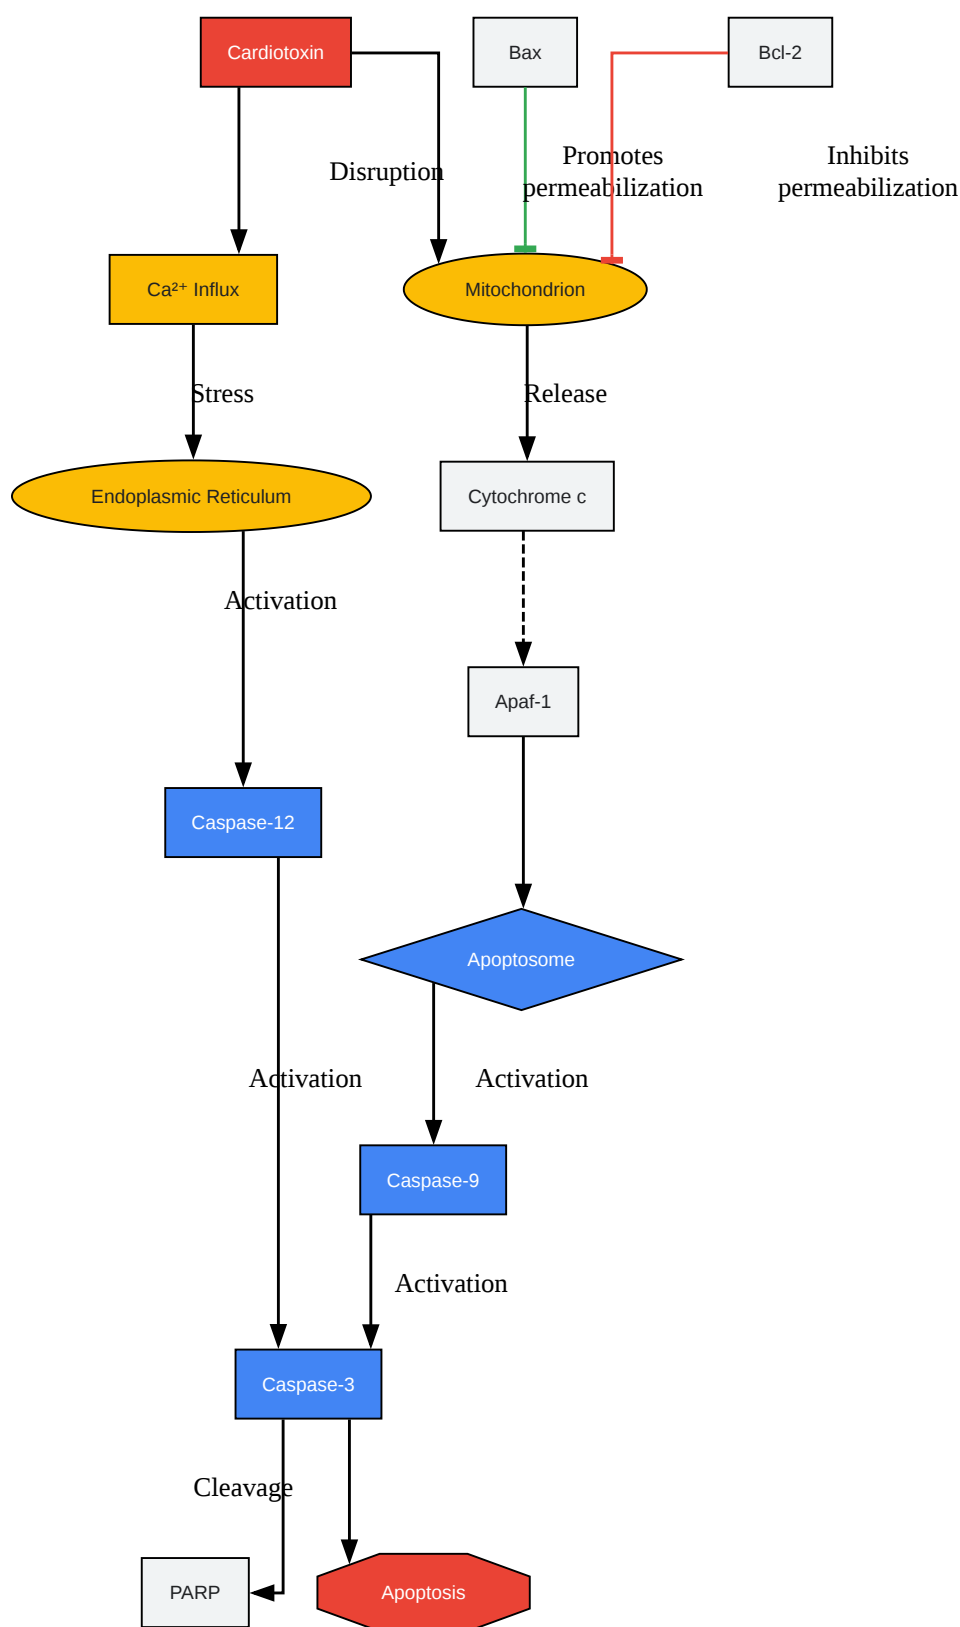 Cardiotoxin
Bax
Bcl-2
Disruption
Promotes
permeabilization
Inhibits
permeabilization
Ca²⁺ Influx
Mitochondrion
Stress
Release
Endoplasmic Reticulum
Cytochrome c
Activation
Apaf-1
Caspase-12
Apoptosome
Activation
Activation
Caspase-9
Activation
Caspase-3
Cleavage
PARP
Apoptosis